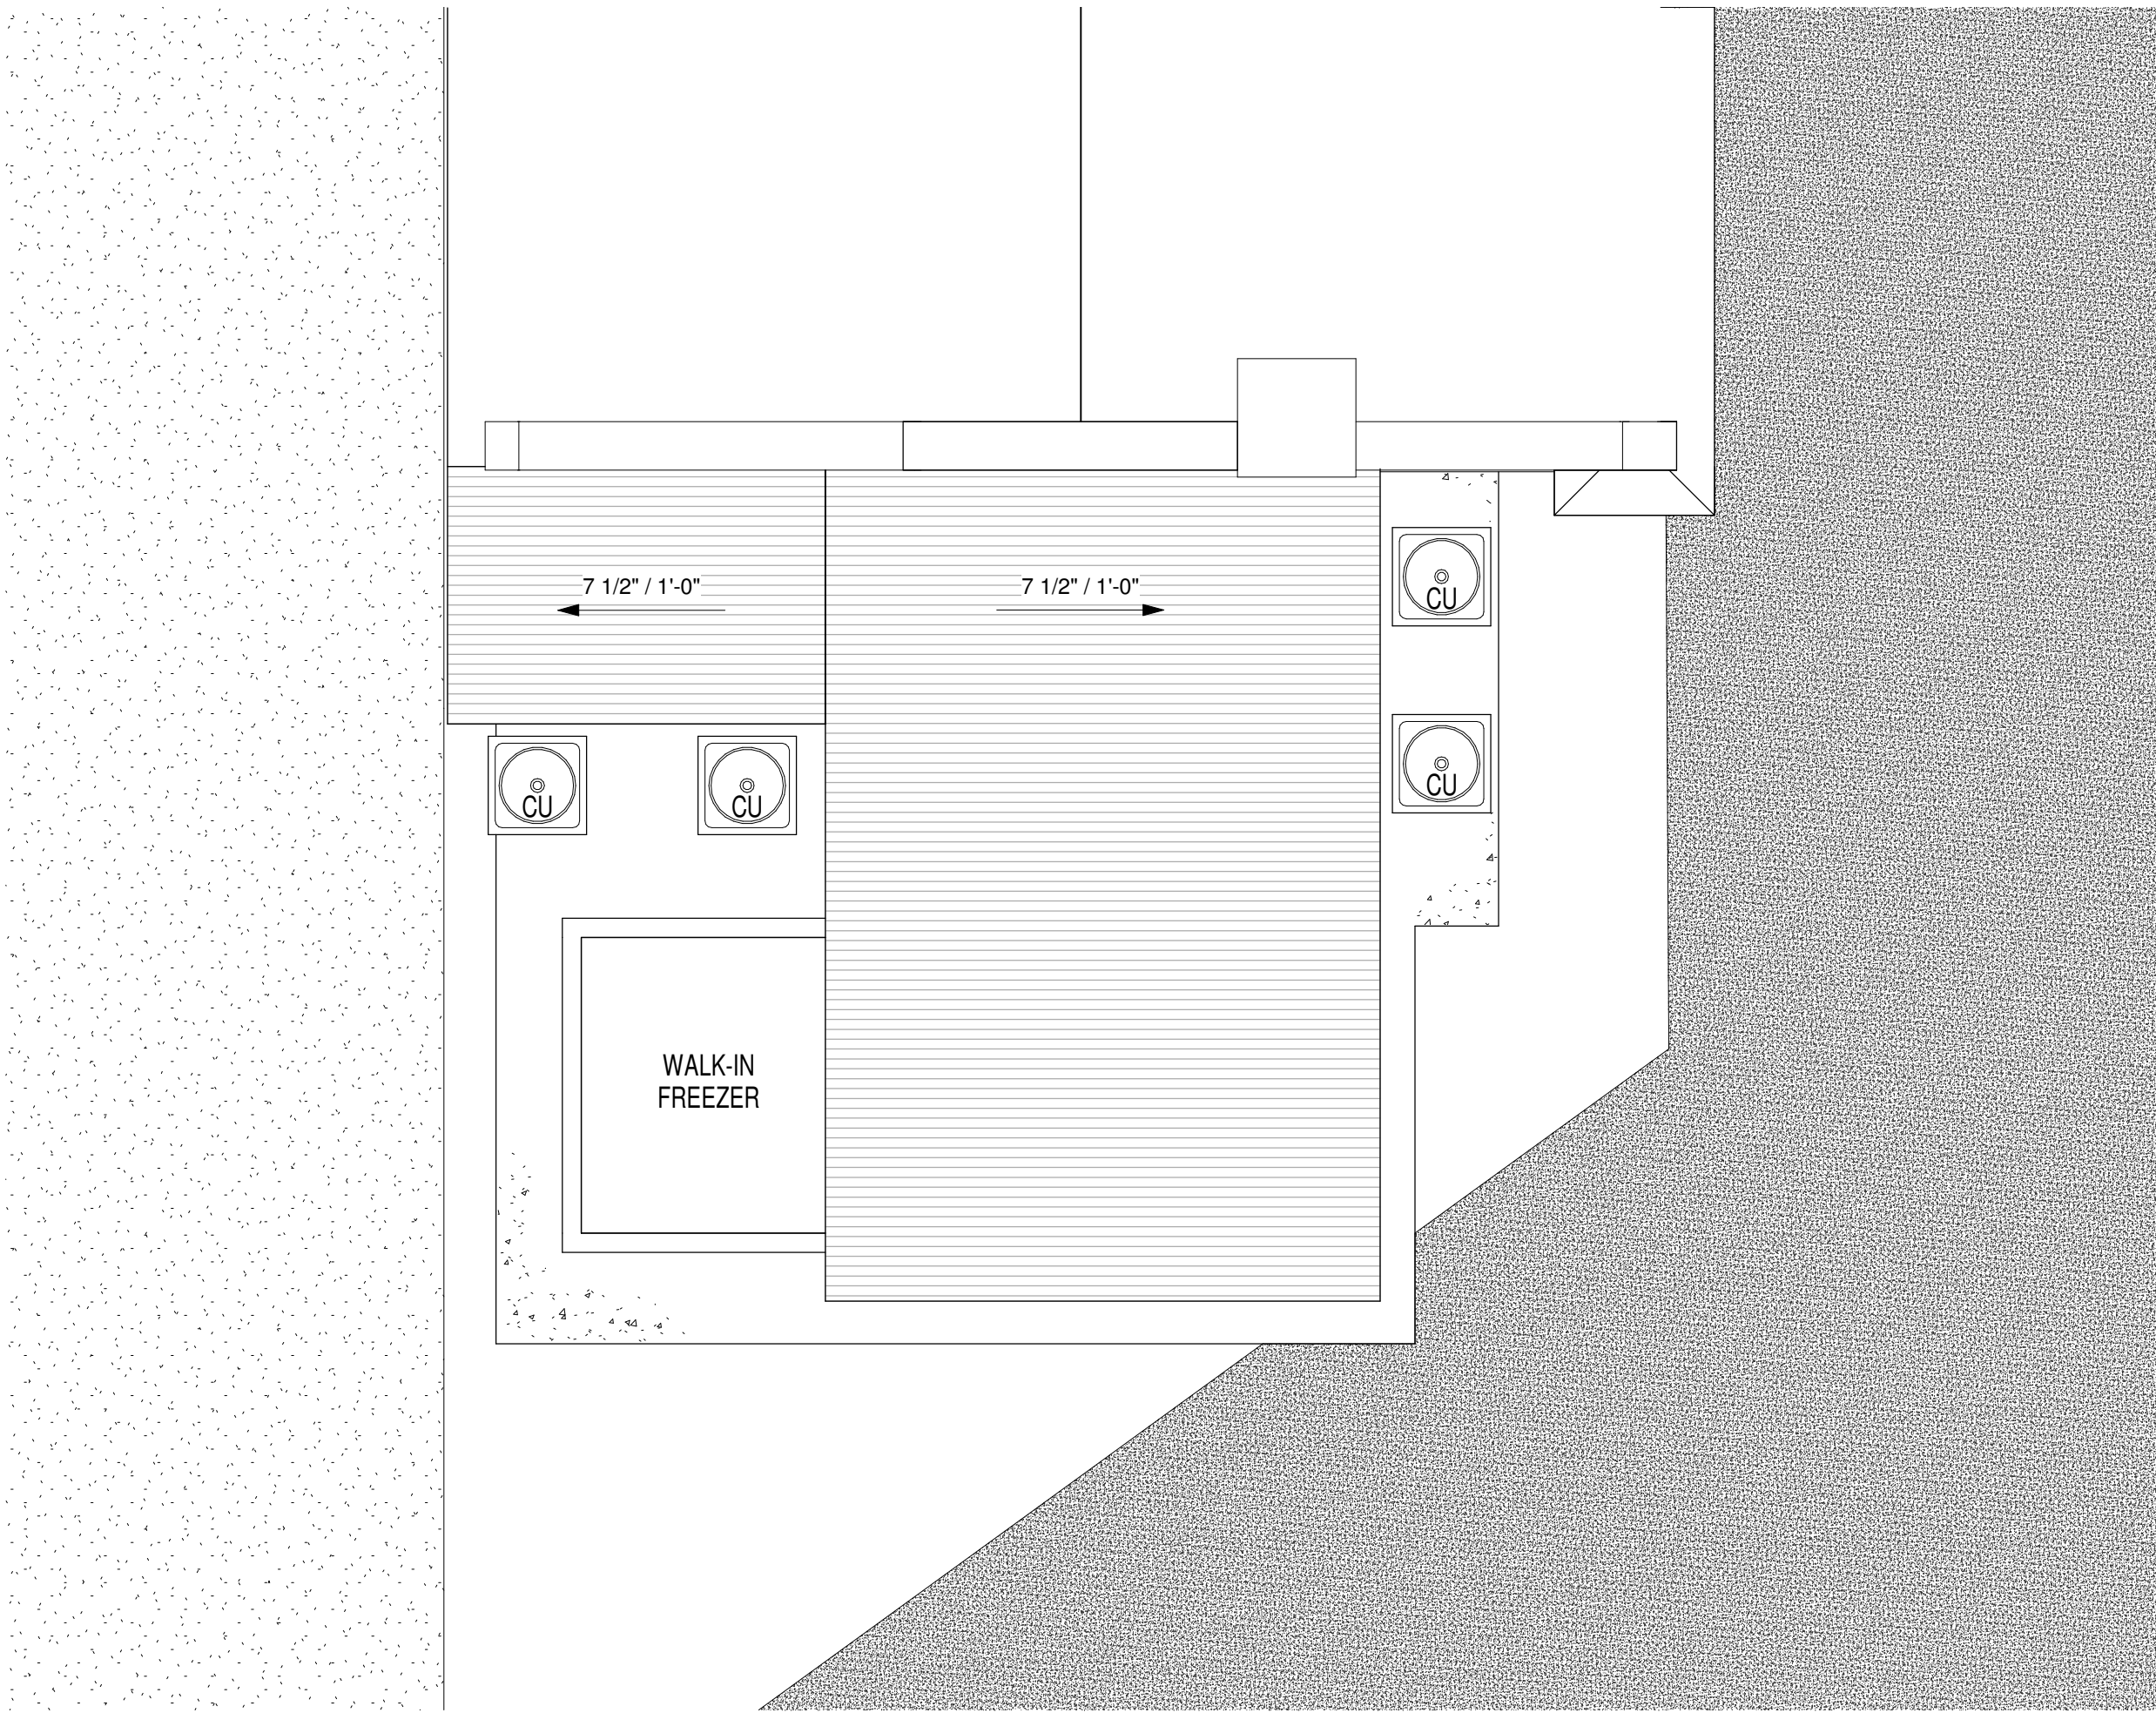 7 1/2" / 1'-0"
7 1/2" / 1'-0"
CU
CU
CU
CU
WALK-IN
FREEZER